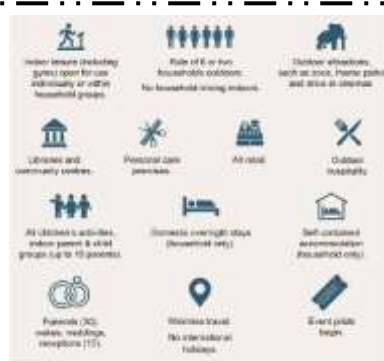 Indoor leisure (including
gyms) open for use
individually or within
household groups.
Rule of 6 or two
households outdoors.
No household mixing indoors.
Outdoor attractions,
such as zoos, theme parks
and drive in cinemas.
Libraries and
community centres.
Personal care
premises.
All retail.
Outdoor
hospitality.
All children's activities,
indoor parent & child
groups (up to 15 parents).
Domestic overnight stays
(household only).
Self-contained
accommodation
(household only).
Funerals (30),
wakes, weddings,
receptions (15).
Minimise travel.
No international
holidays.
Event pilots
begin.